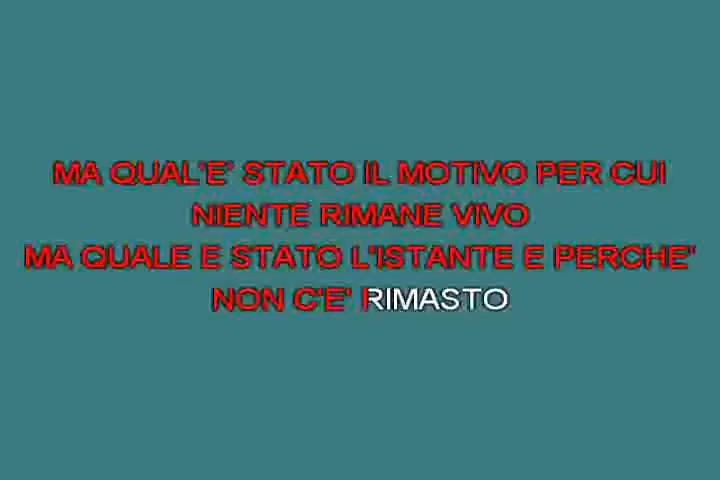 MA QUAL'E' STATO IL MOTIVO PER CUI
NIENTE RIMANE VIVO
MA QUALE E STATO L'ISTANTE E PERCHE'
NON C'E' RIMASTO